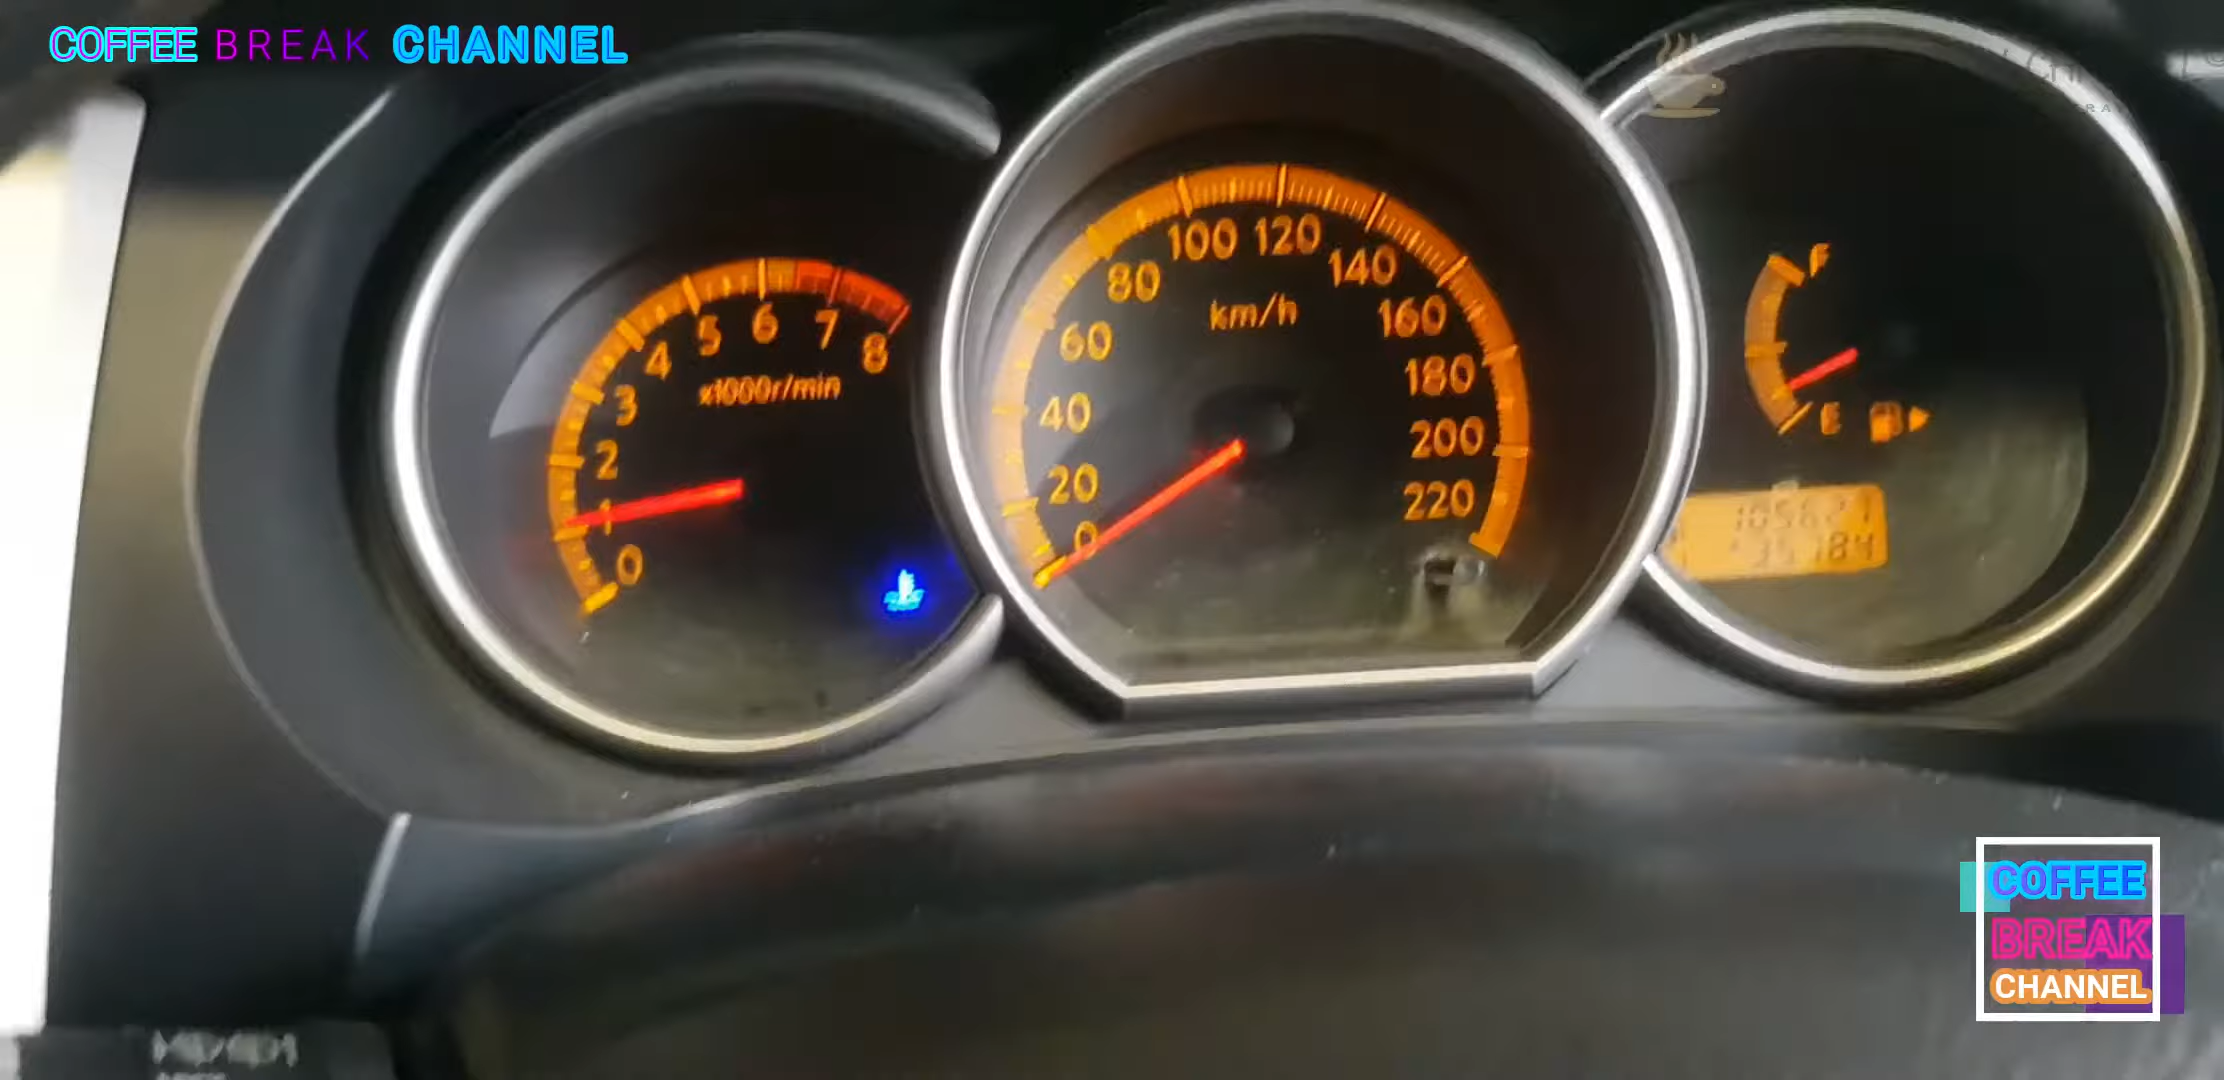 COFFEE BREAK CHANNEL
0 1 2 3 4 5 6 7 8
x1000r/min
0 20 40 60 80 100 120 140 160 180 200 220
km/h
F
E
COFFEE
BREAK
CHANNEL